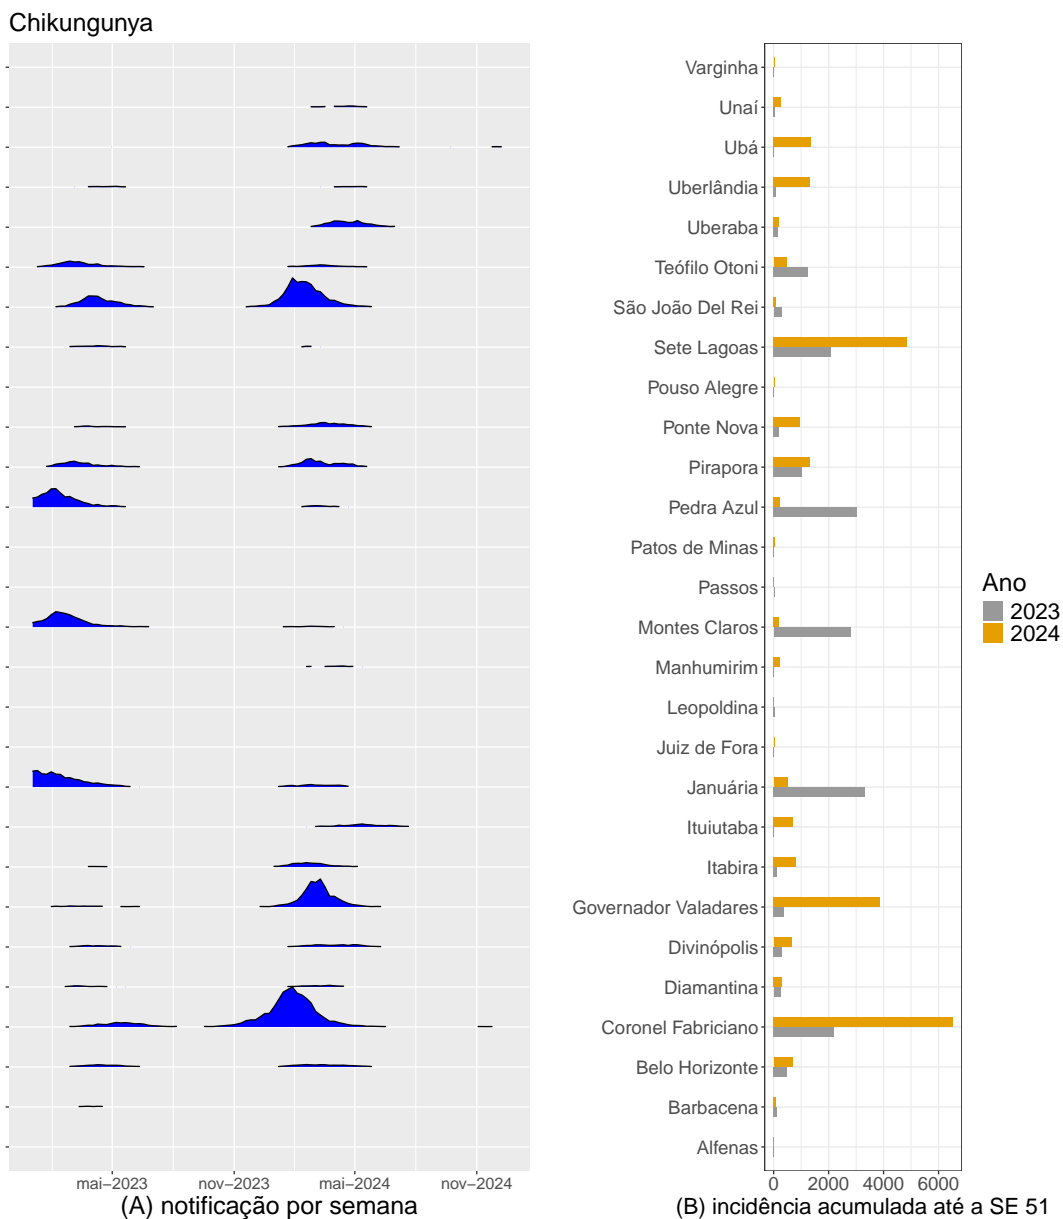 Chikungunya
Varginha
Unaí
Ubá
Uberlândia
Uberaba
Teófilo Otoni
São João Del Rei
Sete Lagoas
Pouso Alegre
Ponte Nova
Pirapora
Pedra Azul
Patos de Minas
Passos
Montes Claros
Manhumirim
Leopoldina
Juiz de Fora
Januária
Ituiutaba
Itabira
Governador Valadares
Divinópolis
Diamantina
Coronel Fabriciano
Belo Horizonte
Barbacena
Alfenas
Ano
2023
2024
mai−2023 nov−2023 mai−2024 nov−2024
0 2000 4000 6000
(A) notificação por semana
(B) incidência acumulada até a SE 51